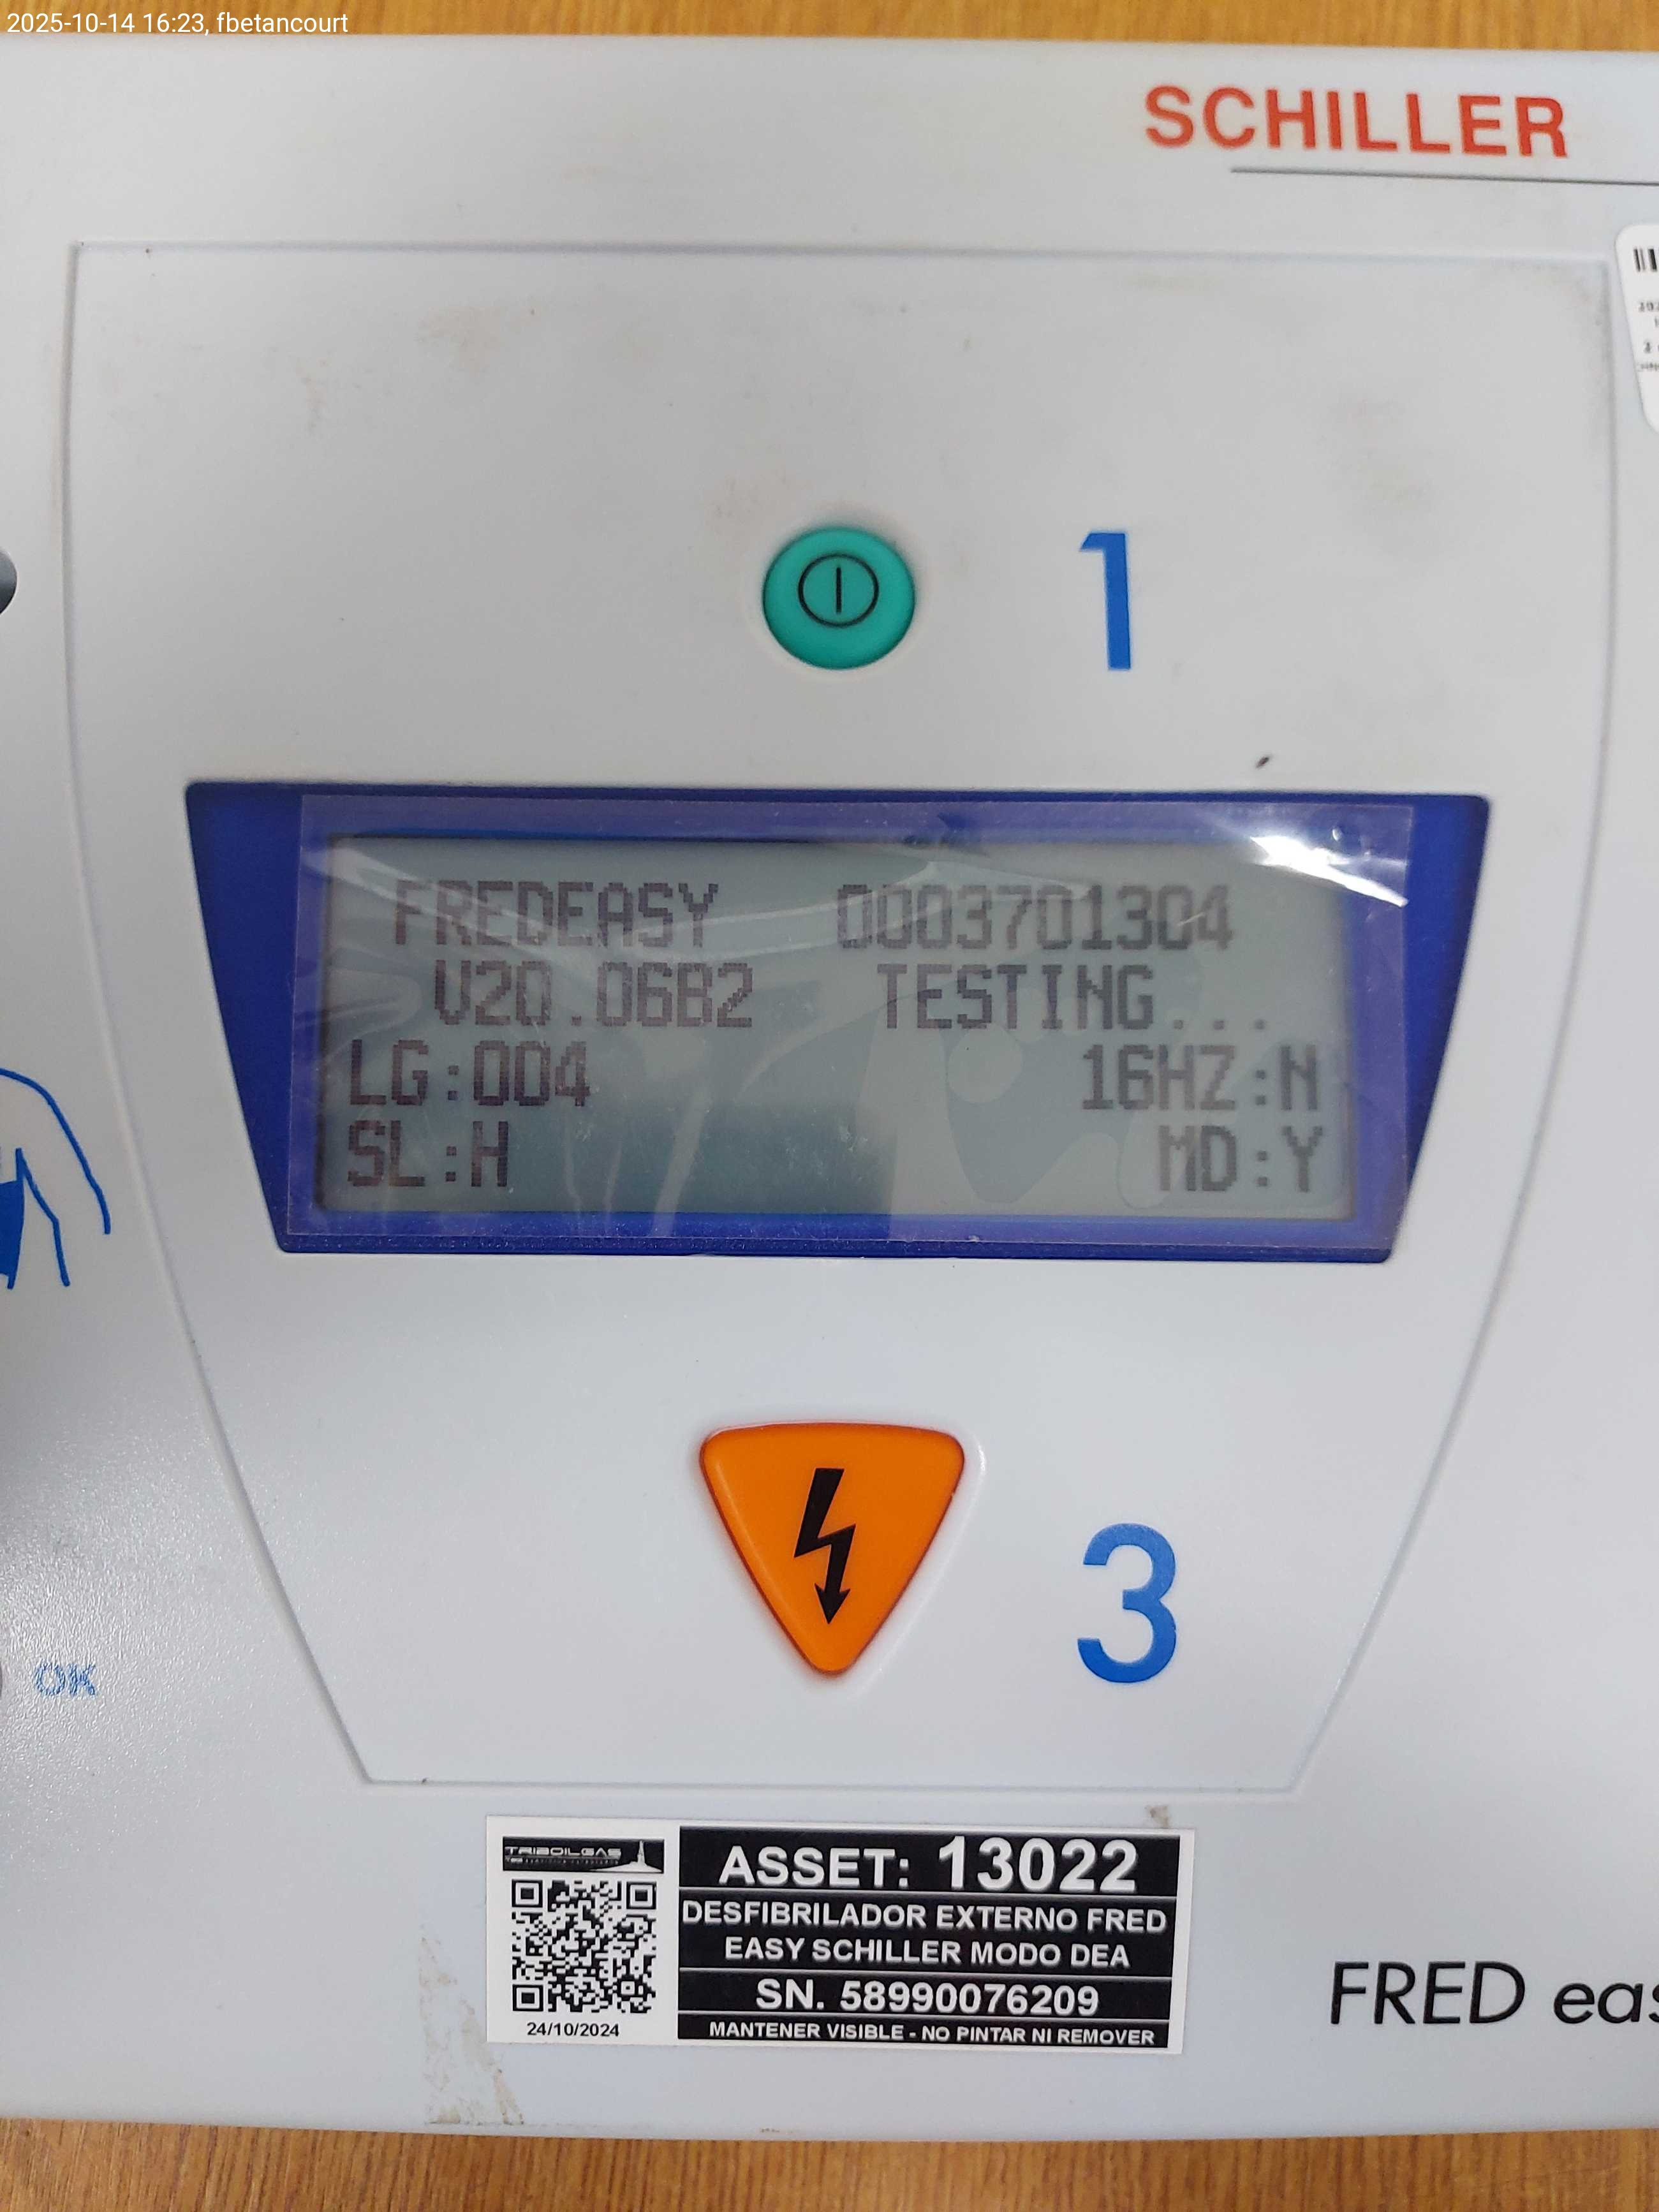 2025-10-14 16:23, fbetancourt
SCHILLER
1
FREDEASY 0003701304
V20.06B2 TESTING...
LG:004 16HZ:N
SL:H MD:Y
3
OK
TRIBOILGAS
ASSET: 13022
DESFIBRILADOR EXTERNO FRED
EASY SCHILLER MODO DEA
SN. 58990076209
MANTENER VISIBLE - NO PINTAR NI REMOVER
24/10/2024
FRED eas